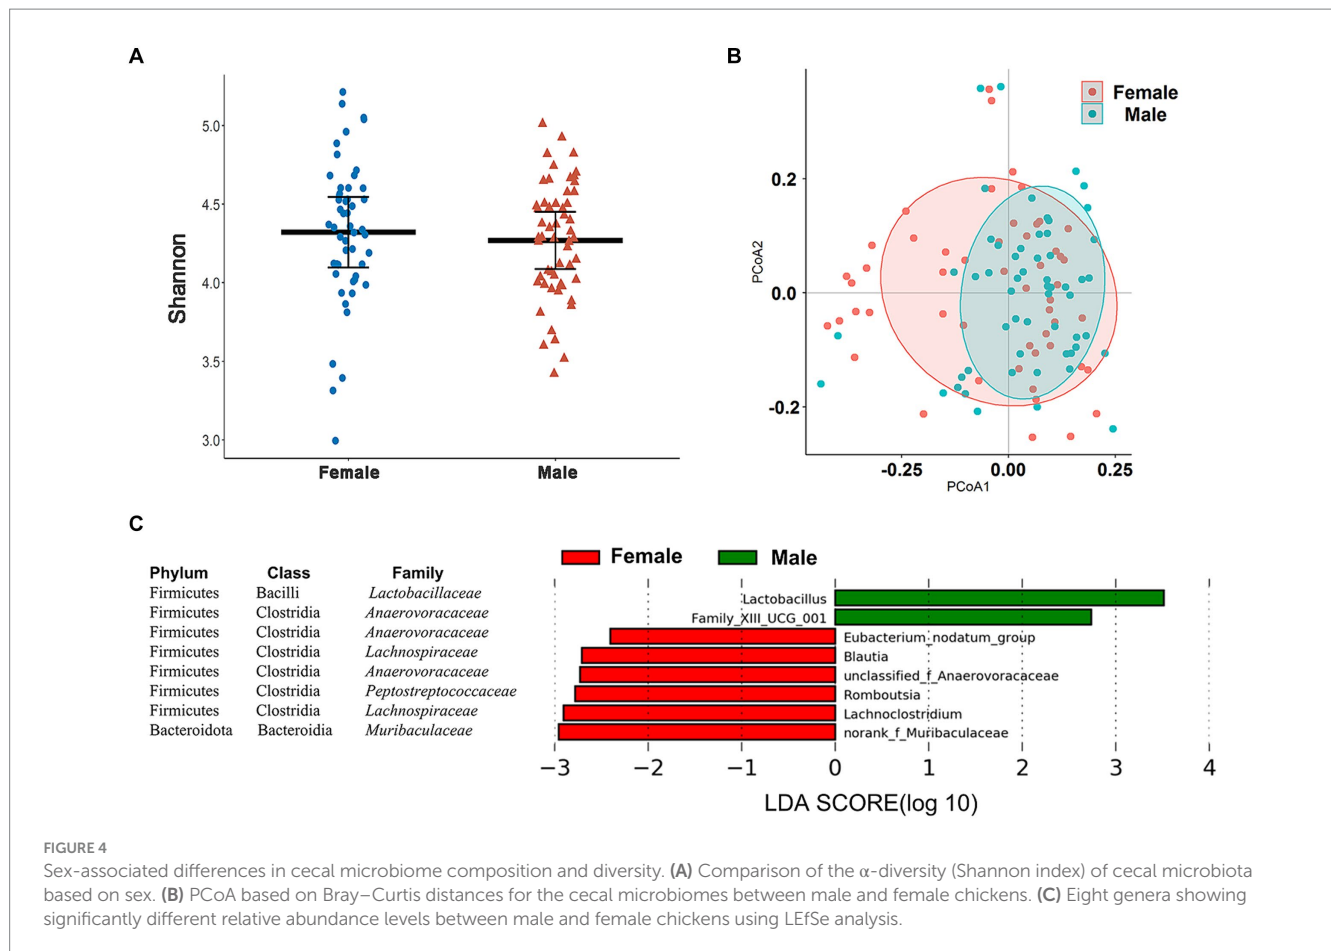 A
5.0
4.5
4.0
3.5
3.0
Shannon
Female
Male
B
Female
Male
0.2
0.0
-0.2
PCoA2
-0.25
0.00
0.25
PCoA1
C
Female
Male
Phylum Class Family
Firmicutes Bacilli Lactobacillaceae
Firmicutes Clostridia Anaerovoracaceae
Firmicutes Clostridia Anaerovoracaceae
Firmicutes Clostridia Lachnospiraceae
Firmicutes Clostridia Anaerovoracaceae
Firmicutes Clostridia Peptostreptococcaceae
Firmicutes Clostridia Lachnospiraceae
Bacteroidota Bacteroidia Muribaculaceae
Lactobacillus
Family_XIII_UCG_001
Eubacterium_nodatum_group
Blautia
unclassified_f_Anaerovoracaceae
Romboutsia
Lachnoclostridium
norank_f_Muribaculaceae
−3 −2 −1 0 1 2 3 4
LDA SCORE(log 10)
FIGURE 4
Sex-associated differences in cecal microbiome composition and diversity. (A) Comparison of the α-diversity (Shannon index) of cecal microbiota
based on sex. (B) PCoA based on Bray–Curtis distances for the cecal microbiomes between male and female chickens. (C) Eight genera showing
significantly different relative abundance levels between male and female chickens using LEfSe analysis.